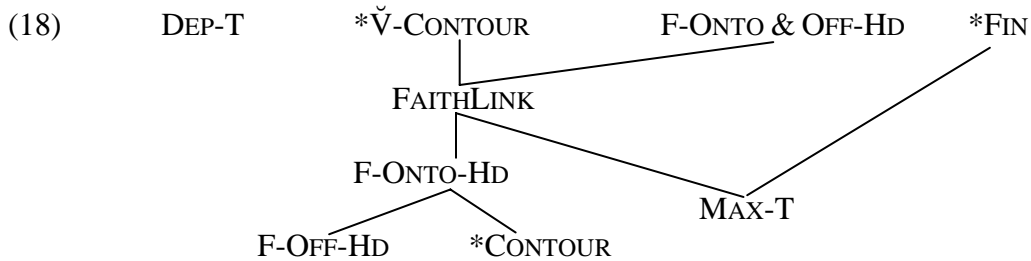 (18) DEP-T *V̆-CONTOUR F-ONTO & OFF-HD *FIN
FAITHLINK
F-ONTO-HD
MAX-T
F-OFF-HD *CONTOUR